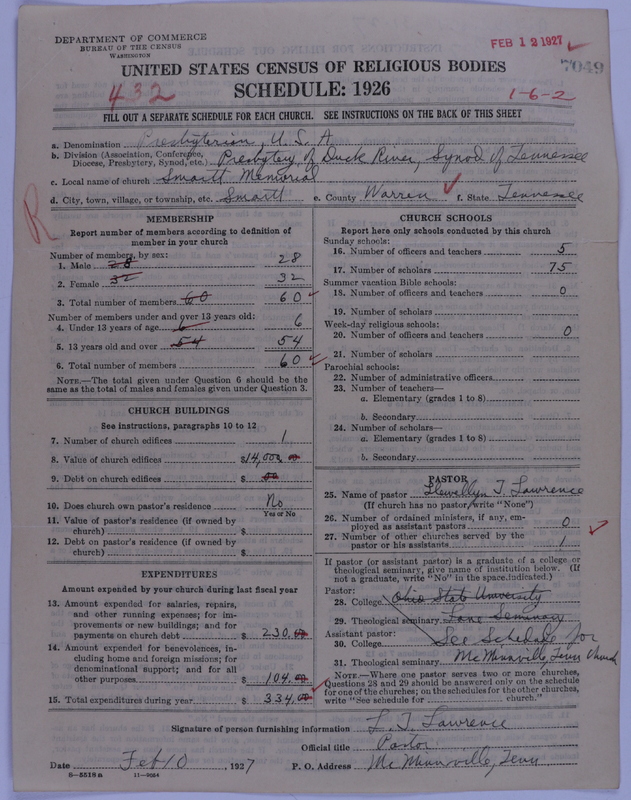 DEPARTMENT OF COMMERCE
BUREAU OF THE CENSUS
WASHINGTON
FEB 12 1927
7049
UNITED STATES CENSUS OF RELIGIOUS BODIES
SCHEDULE: 1926
432
1-6-2
FILL OUT A SEPARATE SCHEDULE FOR EACH CHURCH. SEE INSTRUCTIONS ON THE BACK OF THIS SHEET
a. Denomination Presbyterian, U.S.A
b. Division (Association, Conference, Diocese, Presbytery, Synod, etc.) Presbytery of Duck River, Synod of Tennessee
c. Local name of church Smartt Memorial
d. City, town, village, or township, etc. Smartt e. County Warren f. State Tennessee
R
MEMBERSHIP
Report number of members according to definition of
member in your church
Number of members, by sex:
1. Male 28 28
2. Female 32 32
3. Total number of members 60 60
Number of members under and over 13 years old:
4. Under 13 years of age 6 6
5. 13 years old and over 54 54
6. Total number of members 60
NOTE.—The total given under Question 6 should be the
same as the total of males and females given under Question 3.
CHURCH BUILDINGS
See instructions, paragraphs 10 to 12
7. Number of church edifices 1
8. Value of church edifices $14,000.00
9. Debt on church edifices $ 00
10. Does church own pastor's residence No
Yes or No
11. Value of pastor's residence (if owned by
church) $
12. Debt on pastor's residence (if owned by
church) $
EXPENDITURES
Amount expended by your church during last fiscal year
13. Amount expended for salaries, repairs,
and other running expenses; for im-
provements or new buildings; and for
payments on church debt $ 230.00
14. Amount expended for benevolences, in-
cluding home and foreign missions; for
denominational support; and for all
other purposes $ 104.00
15. Total expenditures during year $ 334.00
CHURCH SCHOOLS
Report here only schools conducted by this church
Sunday schools:
16. Number of officers and teachers 5
17. Number of scholars 75
Summer vacation Bible schools:
18. Number of officers and teachers 0
19. Number of scholars
Week-day religious schools:
20. Number of officers and teachers 0
21. Number of scholars
Parochial schools:
22. Number of administrative officers
23. Number of teachers—
a. Elementary (grades 1 to 8)
b. Secondary
24. Number of scholars—
a. Elementary (grades 1 to 8)
b. Secondary
PASTOR
25. Name of pastor Llewellyn T. Lawrence
(If church has no pastor, write "None")
26. Number of ordained ministers, if any, em-
ployed as assistant pastors 0
27. Number of other churches served by the
pastor or his assistants 1
If pastor (or assistant pastor) is a graduate of a college or
theological seminary, give name of institution below. (If
not a graduate, write "No" in the space indicated.)
Pastor:
28. College Ohio State University
29. Theological seminary Lane Seminary
Assistant pastor:
30. College See Schedule for
31. Theological seminary McMinnville, Tenn Church
NOTE.—Where one pastor serves two or more churches,
Questions 28 and 29 should be answered only on the schedule
for one of the churches; on the schedules for the other churches,
write "See schedule for church."
Signature of person furnishing information L. T. Lawrence
Official title Pastor
Date Feb 10, 1927 P. O. Address McMinnville, Tenn
8—5518a 11—9024